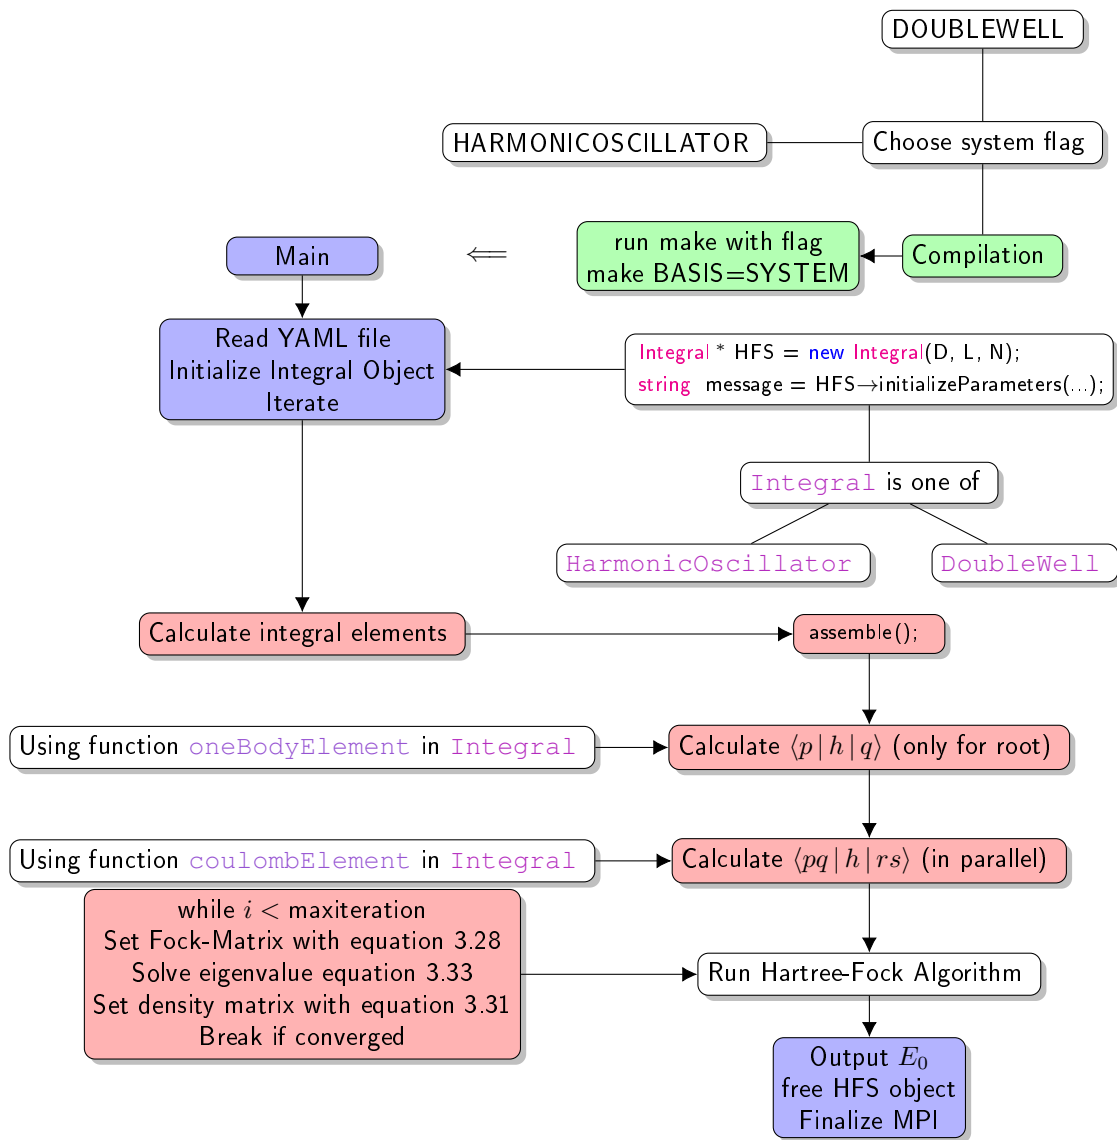 DOUBLEWELL
HARMONICOSCILLATOR
Choose system flag
Main
⟸
run make with flag
make BASIS=SYSTEM
Compilation
Read YAML file
Initialize Integral Object
Iterate
Integral * HFS = new Integral(D, L, N);
string message = HFS→initializeParameters(...);
Integral is one of
HarmonicOscillator
DoubleWell
Calculate integral elements
assemble();
Using function oneBodyElement in Integral
Calculate ⟨p | h | q⟩ (only for root)
Using function coulombElement in Integral
Calculate ⟨pq | h | rs⟩ (in parallel)
while i < maxiteration
Set Fock-Matrix with equation 3.28
Solve eigenvalue equation 3.33
Set density matrix with equation 3.31
Break if converged
Run Hartree-Fock Algorithm
Output E₀
free HFS object
Finalize MPI